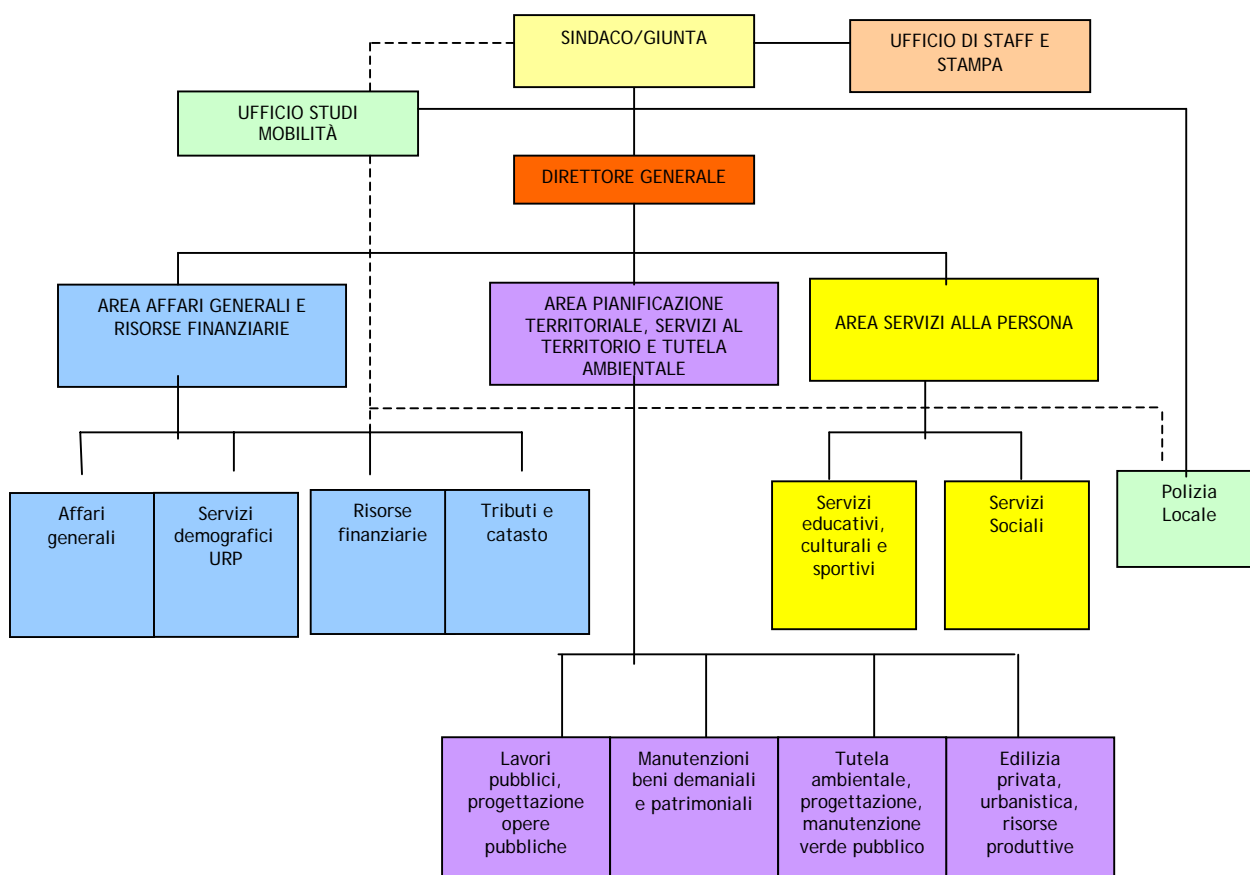 SINDACO/GIUNTA
UFFICIO DI STAFF E
STAMPA
UFFICIO STUDI
MOBILITÀ
DIRETTORE GENERALE
AREA AFFARI GENERALI E
RISORSE FINANZIARIE
AREA PIANIFICAZIONE
TERRITORIALE, SERVIZI AL
TERRITORIO E TUTELA
AMBIENTALE
AREA SERVIZI ALLA PERSONA
Affari
generali
Servizi
demografici
URP
Risorse
finanziarie
Tributi e
catasto
Servizi
educativi,
culturali e
sportivi
Servizi
Sociali
Polizia
Locale
Lavori
pubblici,
progettazione
opere
pubbliche
Manutenzioni
beni demaniali
e patrimoniali
Tutela
ambientale,
progettazione,
manutenzione
verde pubblico
Edilizia
privata,
urbanistica,
risorse
produttive